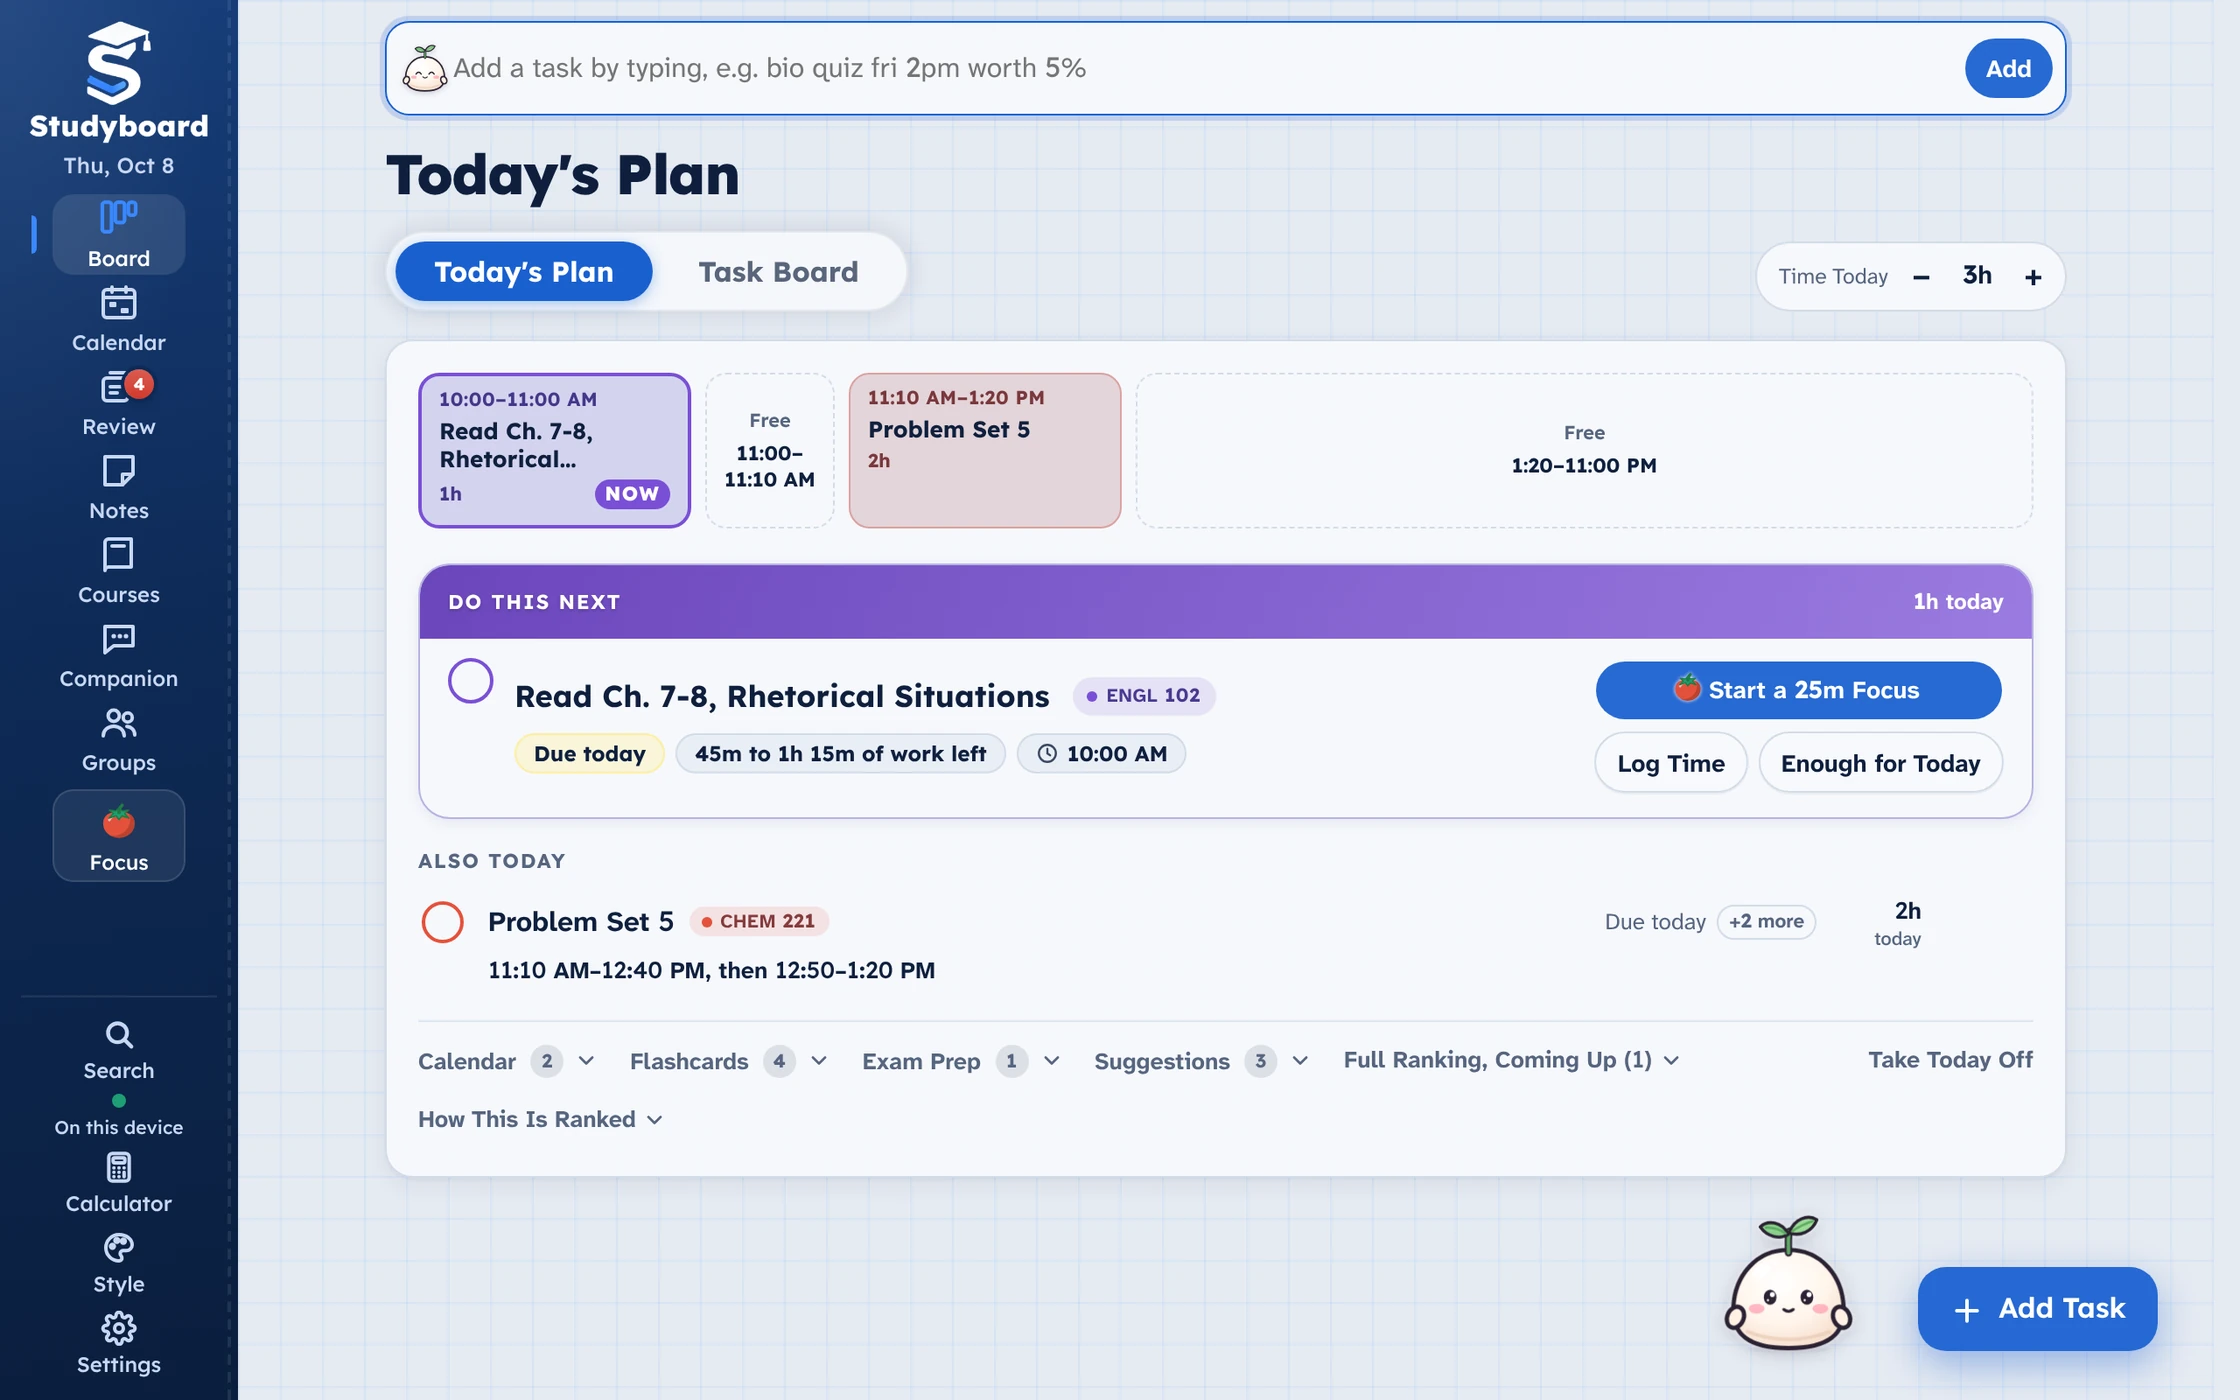 Studyboard
Thu, Oct 8
Board
Calendar
4
Review
Notes
Courses
Companion
Groups
Focus
Search
On this device
Calculator
Style
Settings
Add a task by typing, e.g. bio quiz fri 2pm worth 5%
Add
Today's Plan
Today's Plan
Task Board
Time Today − 3h +
10:00–11:00 AM
Read Ch. 7-8,
Rhetorical...
1h
NOW
Free
11:00–
11:10 AM
11:10 AM–1:20 PM
Problem Set 5
2h
Free
1:20–11:00 PM
DO THIS NEXT
1h today
Read Ch. 7-8, Rhetorical Situations
ENGL 102
Due today
45m to 1h 15m of work left
10:00 AM
Start a 25m Focus
Log Time
Enough for Today
ALSO TODAY
Problem Set 5
CHEM 221
Due today
+2 more
2h
today
11:10 AM–12:40 PM, then 12:50–1:20 PM
Calendar 2
Flashcards 4
Exam Prep 1
Suggestions 3
Full Ranking, Coming Up (1)
Take Today Off
How This Is Ranked
+ Add Task